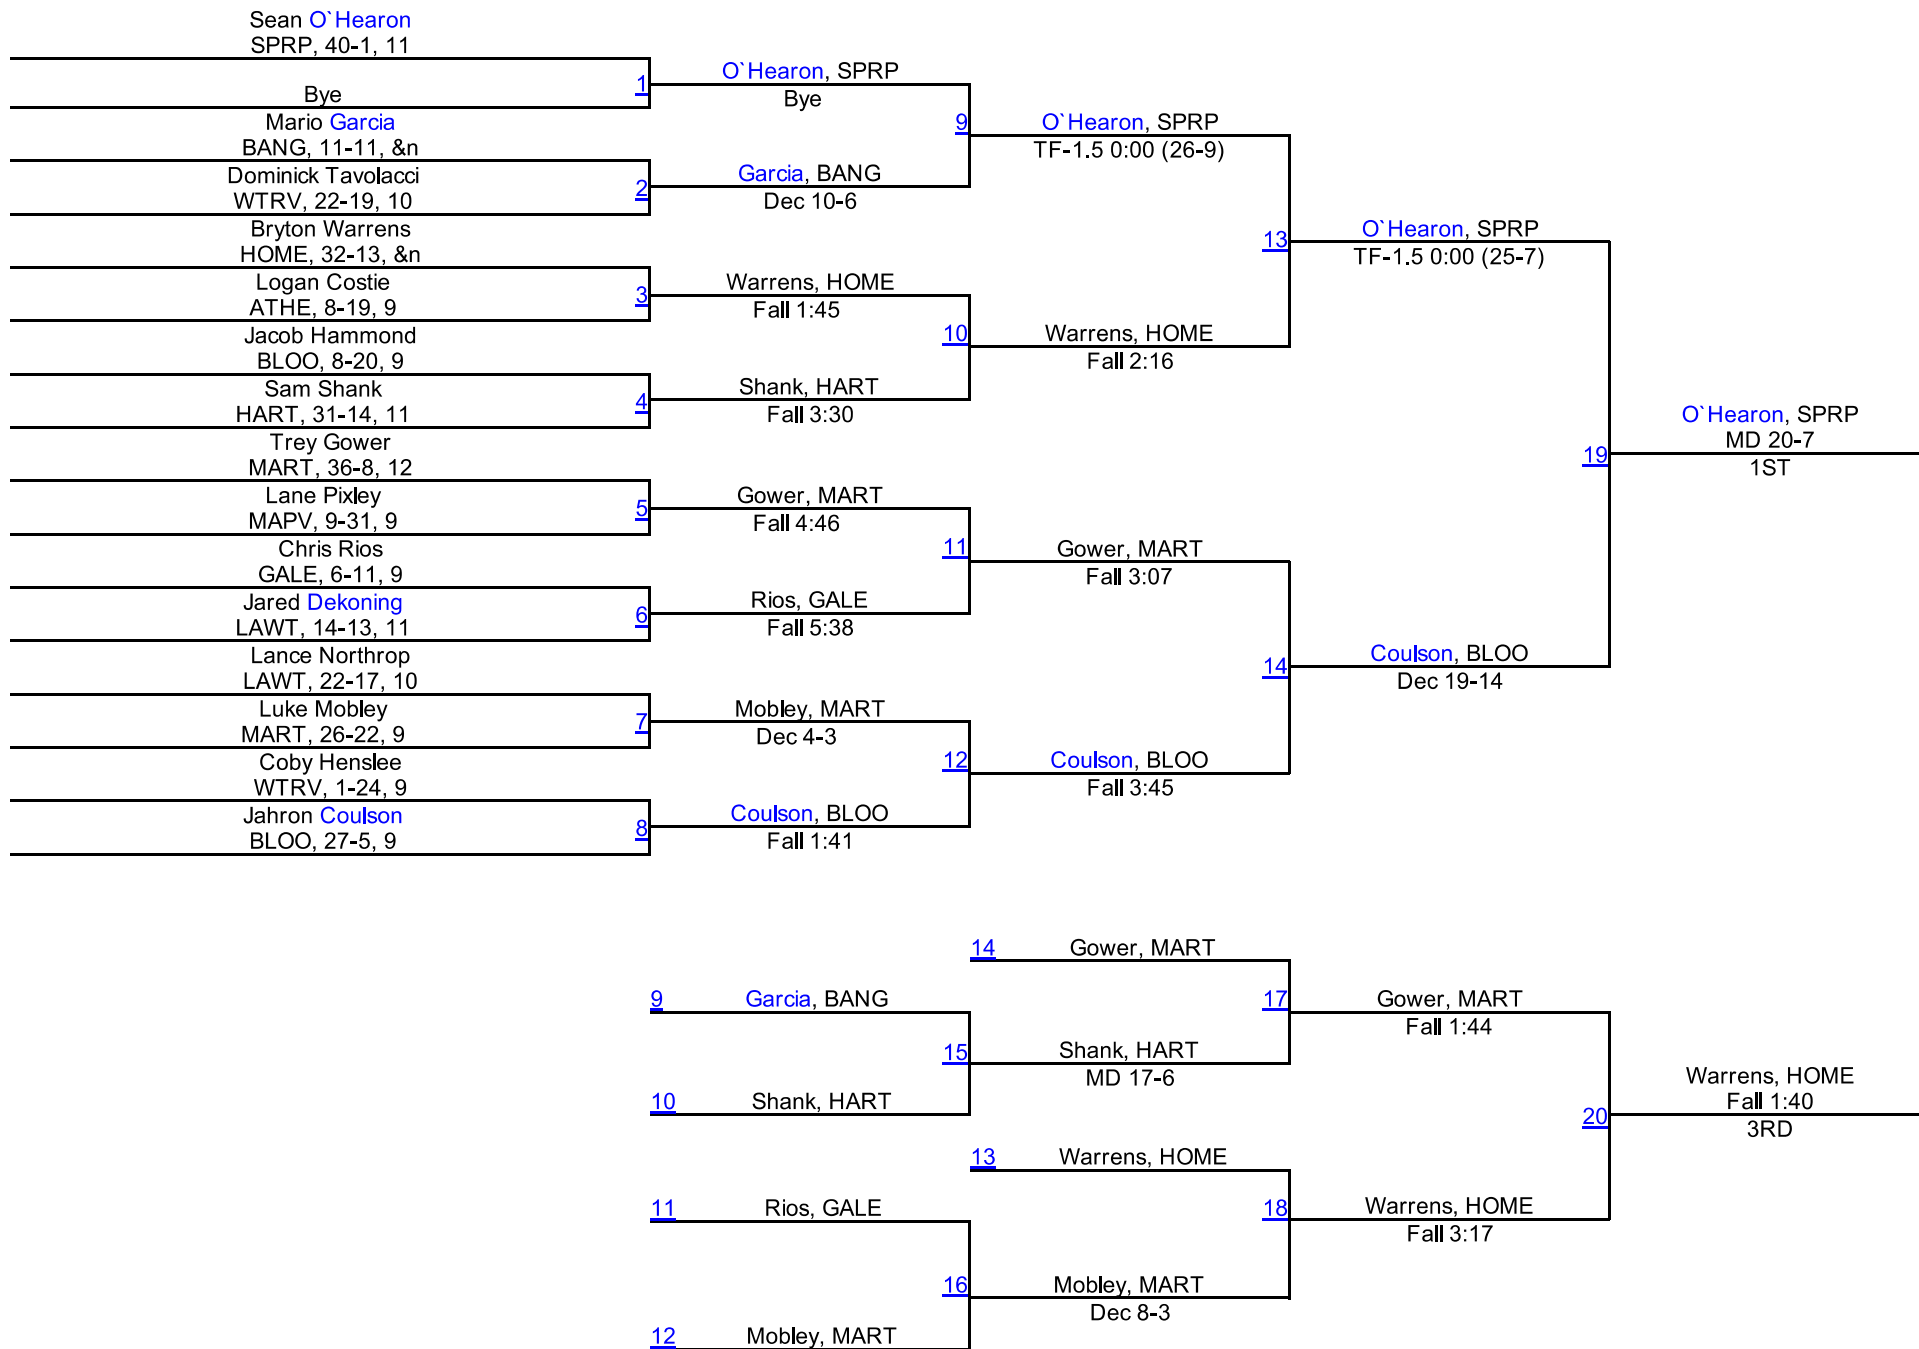 Sean O`Hearon
SPRP, 40-1, 11
Bye
1
Mario Garcia
BANG, 11-11, &n
Dominick Tavolacci
WTRV, 22-19, 10
2
Bryton Warrens
HOME, 32-13, &n
Logan Costie
ATHE, 8-19, 9
3
Jacob Hammond
BLOO, 8-20, 9
Sam Shank
HART, 31-14, 11
4
Trey Gower
MART, 36-8, 12
Lane Pixley
MAPV, 9-31, 9
5
Chris Rios
GALE, 6-11, 9
Jared Dekoning
LAWT, 14-13, 11
6
Lance Northrop
LAWT, 22-17, 10
Luke Mobley
MART, 26-22, 9
7
Coby Henslee
WTRV, 1-24, 9
Jahron Coulson
BLOO, 27-5, 9
8
O`Hearon, SPRP
Bye
9
Garcia, BANG
Dec 10-6
Warrens, HOME
Fall 1:45
10
Shank, HART
Fall 3:30
Gower, MART
Fall 4:46
11
Rios, GALE
Fall 5:38
Mobley, MART
Dec 4-3
12
Coulson, BLOO
Fall 1:41
O`Hearon, SPRP
TF-1.5 0:00 (26-9)
13
Warrens, HOME
Fall 2:16
Gower, MART
Fall 3:07
14
Coulson, BLOO
Fall 3:45
O`Hearon, SPRP
TF-1.5 0:00 (25-7)
19
Coulson, BLOO
Dec 19-14
O`Hearon, SPRP
MD 20-7
1ST
9 Garcia, BANG
15
10 Shank, HART
11 Rios, GALE
16
12 Mobley, MART
14 Gower, MART
17
Shank, HART
MD 17-6
13 Warrens, HOME
18
Mobley, MART
Dec 8-3
Gower, MART
Fall 1:44
20
Warrens, HOME
Fall 3:17
Warrens, HOME
Fall 1:40
3RD